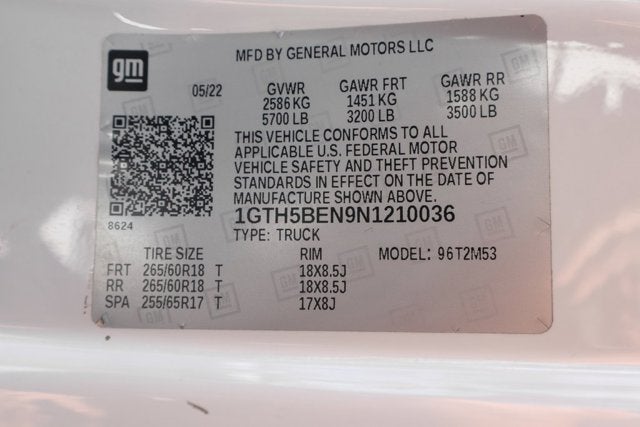 gm
MFD BY GENERAL MOTORS LLC
05/22 GVWR GAWR FRT GAWR RR
2586 KG 1451 KG 1588 KG
5700 LB 3200 LB 3500 LB
THIS VEHICLE CONFORMS TO ALL
APPLICABLE U.S. FEDERAL MOTOR
VEHICLE SAFETY AND THEFT PREVENTION
STANDARDS IN EFFECT ON THE DATE OF
MANUFACTURE SHOWN ABOVE.
8624
1GTH5BEN9N1210036
TYPE: TRUCK
TIRE SIZE RIM MODEL: 96T2M53
FRT 265/60R18 T 18X8.5J
RR 265/60R18 T 18X8.5J
SPA 255/65R17 T 17X8J